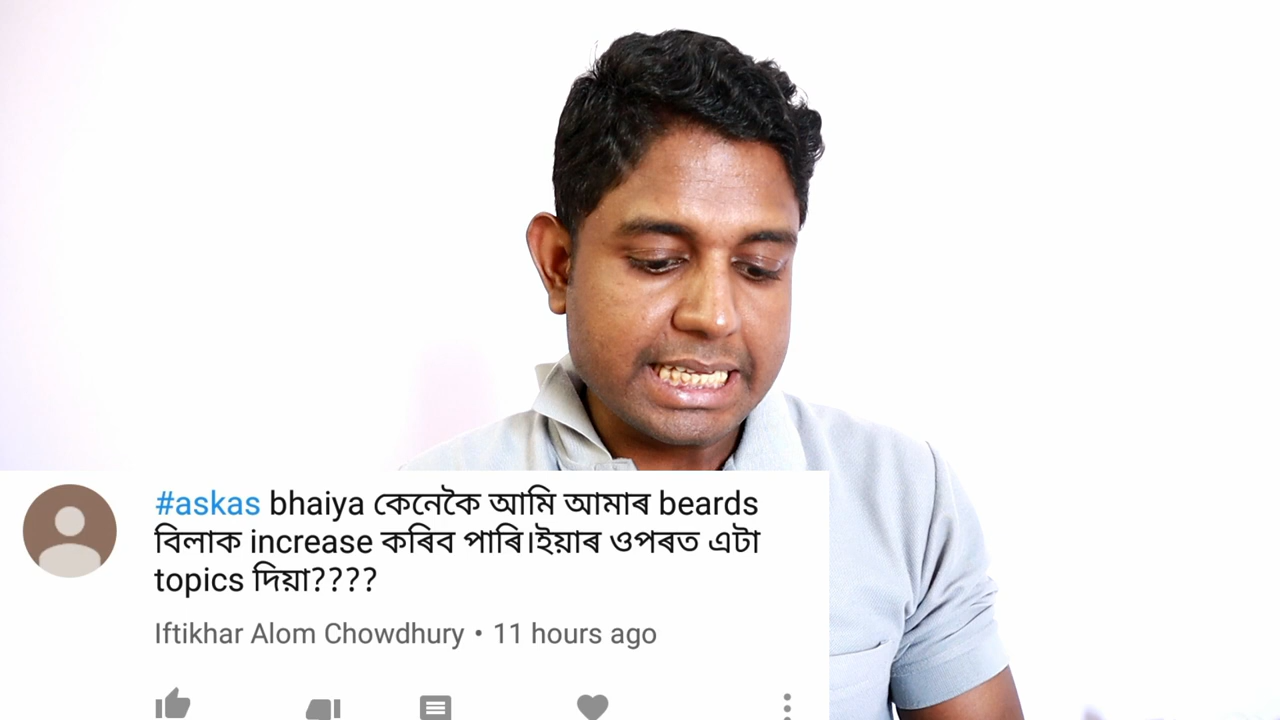 #askas bhaiya কেনেকৈ আমি আমাৰ beards
বিলাক increase কৰিব পাৰি।ইয়াৰ ওপৰত এটা
topics দিয়া????
Iftikhar Alom Chowdhury • 11 hours ago